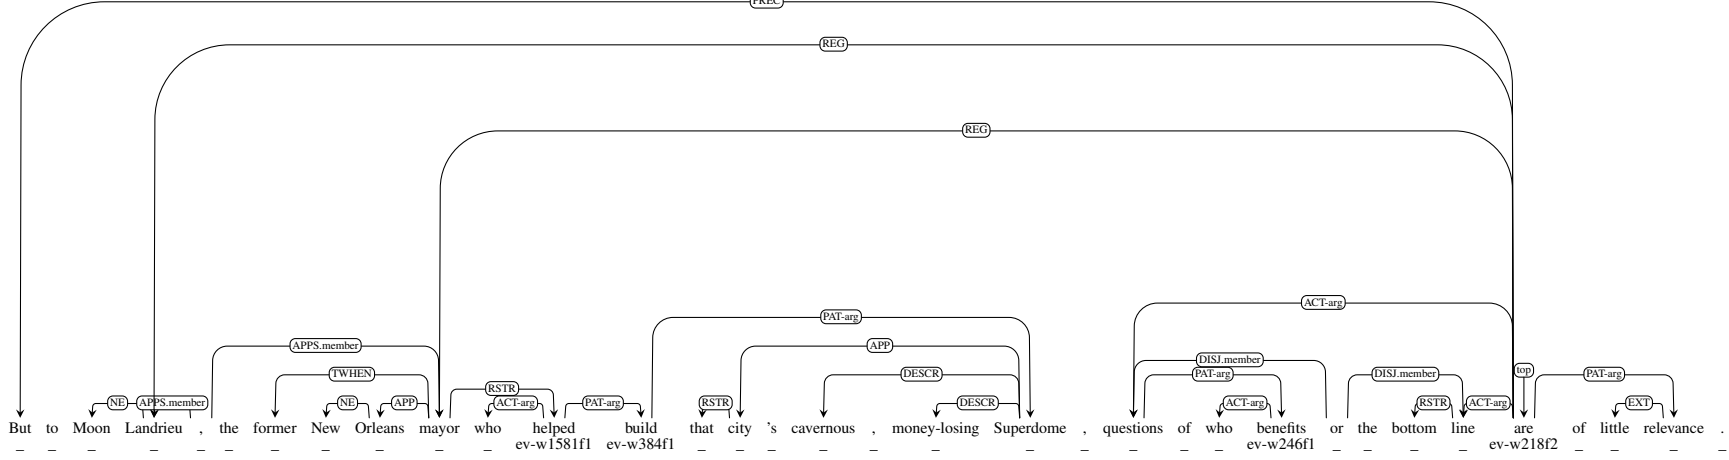 PREC
REG
REG
ACT-arg
PAT-arg
APPS.member APP
DISJ.member
TWHEN DESCR PAT-arg DISJ.member top PAT-arg
RSTR
NE APPS.member NE APP ACT-arg PAT-arg RSTR DESCR ACT-arg RSTR ACT-arg EXT
But to Moon Landrieu , the former New Orleans mayor who helped build that city 's cavernous , money-losing Superdome , questions of who benefits or the bottom line are of little relevance .
_ _ _ _ _ _ _ _ _ _ _ ev-w1581f1 ev-w384f1 _ _ _ _ _ _ _ _ _ _ _ ev-w246f1 _ _ _ _ ev-w218f2 _ _ _ _